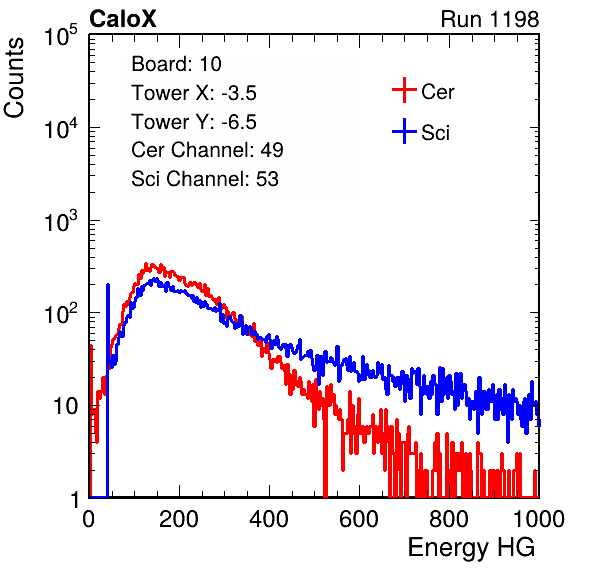 CaloX Run 1198
Counts
10^5
10^4
10^3
10^2
10
1
Board: 10
Tower X: -3.5
Tower Y: -6.5
Cer Channel: 49
Sci Channel: 53
Cer
Sci
0 200 400 600 800 1000
Energy HG